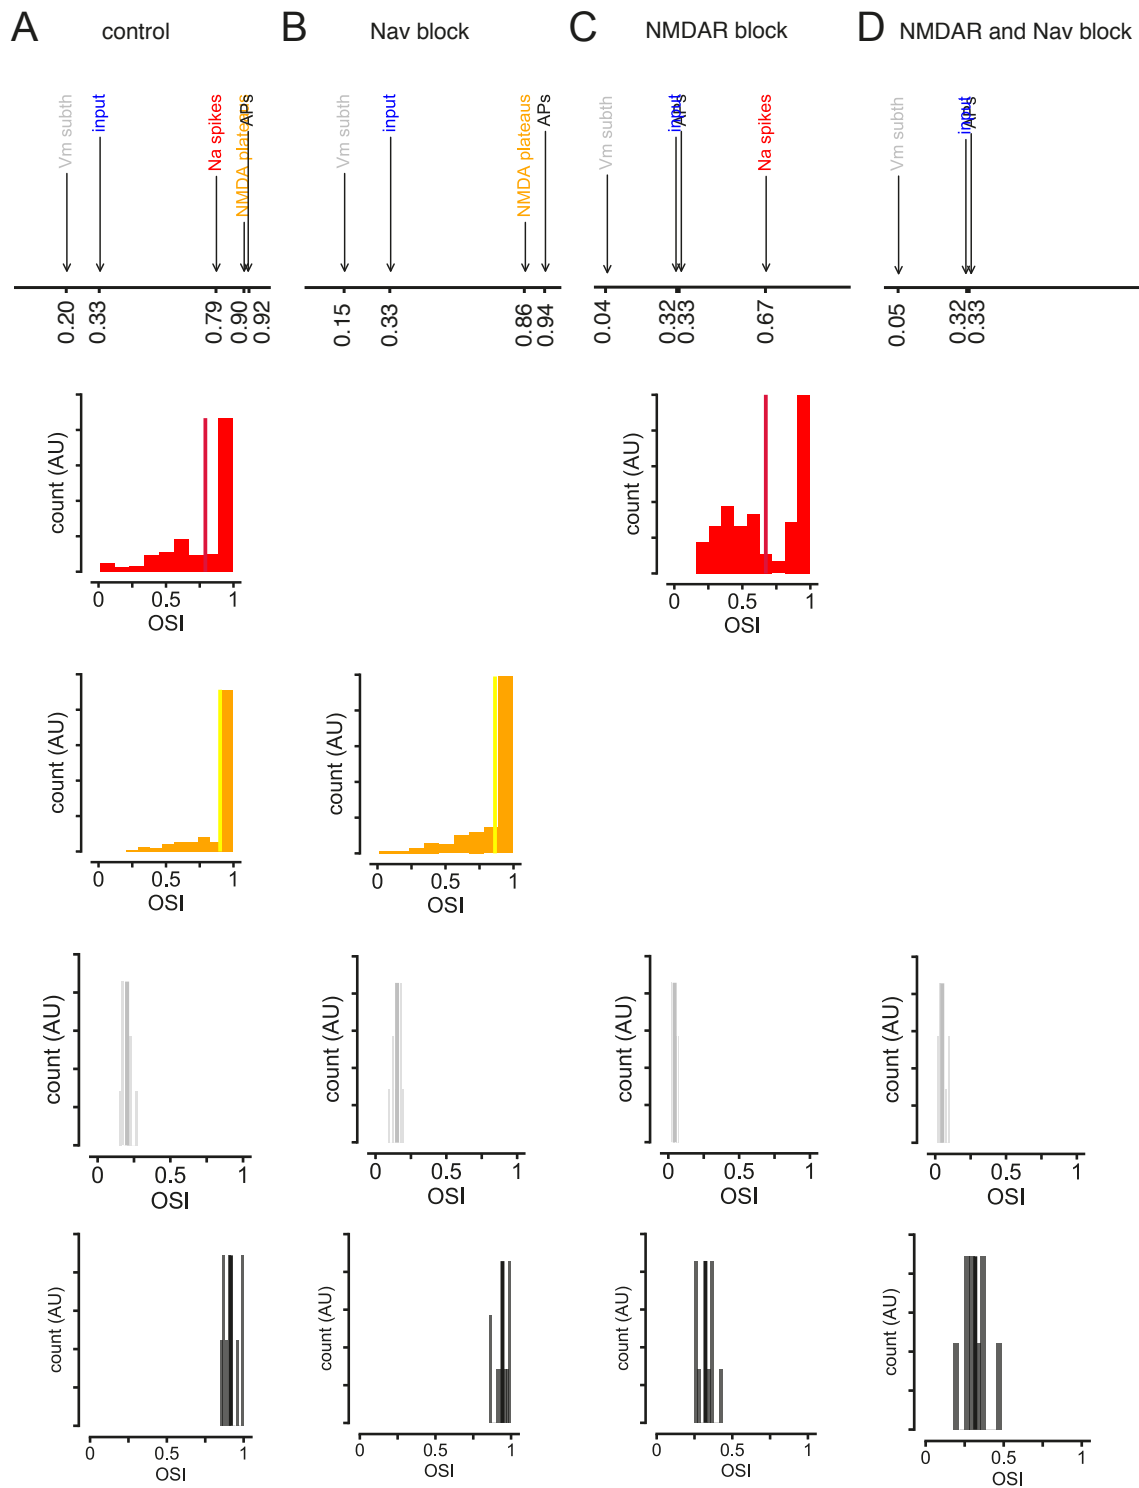 A control
B Nav block
C NMDAR block
D NMDAR and Nav block
Vm subth
input
Na spikes
NMDA plateaus
APs
0.20
0.33
0.79
0.90
0.92
Vm subth
input
NMDA plateaus
APs
0.15
0.33
0.86
0.94
Vm subth
input
APs
Na spikes
0.04
0.32
0.33
0.67
Vm subth
input
APs
0.05
0.32
0.33
count (AU)
0 0.5 1
OSI
count (AU)
0 0.5 1
OSI
count (AU)
0 0.5 1
OSI
count (AU)
0 0.5 1
OSI
count (AU)
0 0.5 1
OSI
count (AU)
0 0.5 1
OSI
count (AU)
0 0.5 1
OSI
count (AU)
0 0.5 1
OSI
count (AU)
0 0.5 1
OSI
count (AU)
0 0.5 1
OSI
count (AU)
0 0.5 1
OSI
count (AU)
0 0.5 1
OSI